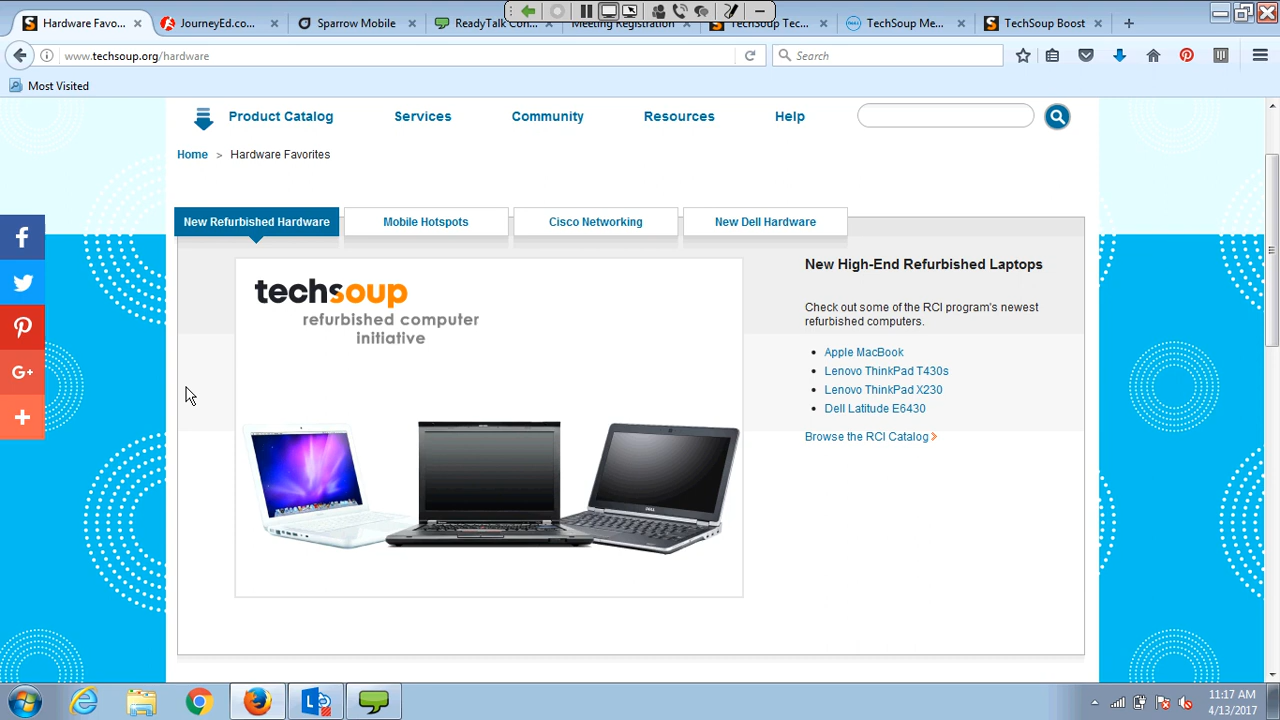 Hardware Favo...
JourneyEd.co...
Sparrow Mobile
ReadyTalk Con...
Meeting Registration
TechSoup Tec...
TechSoup Me...
TechSoup Boost
www.techsoup.org/hardware
Search
Most Visited
Product Catalog
Services
Community
Resources
Help
Home > Hardware Favorites
New Refurbished Hardware
Mobile Hotspots
Cisco Networking
New Dell Hardware
techsoup
refurbished computer
initiative
New High-End Refurbished Laptops
Check out some of the RCI program's newest
refurbished computers.
• Apple MacBook
• Lenovo ThinkPad T430s
• Lenovo ThinkPad X230
• Dell Latitude E6430
Browse the RCI Catalog
11:17 AM
4/13/2017